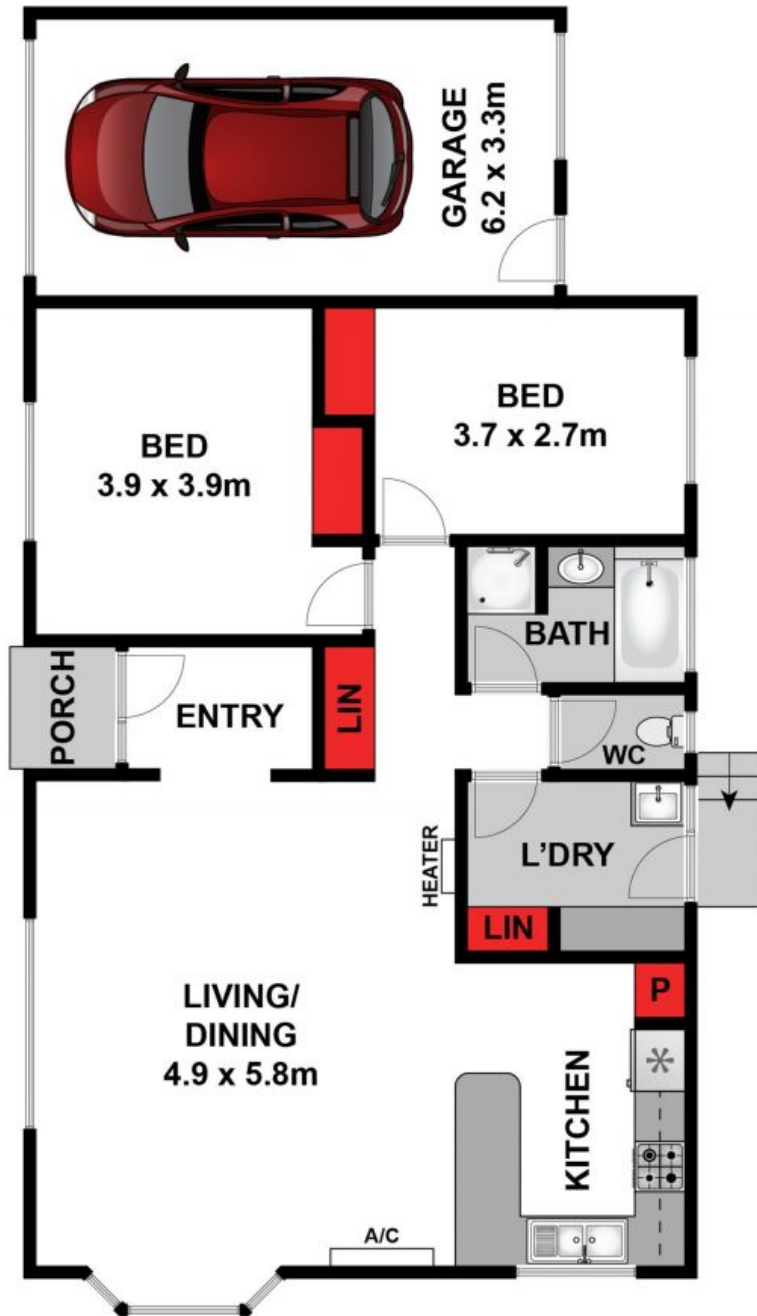 GARAGE
6.2 x 3.3m
BED
3.9 x 3.9m
BED
3.7 x 2.7m
BATH
PORCH
ENTRY
LIN
WC
HEATER
L'DRY
LIN
P
LIVING/
DINING
4.9 x 5.8m
KITCHEN
A/C